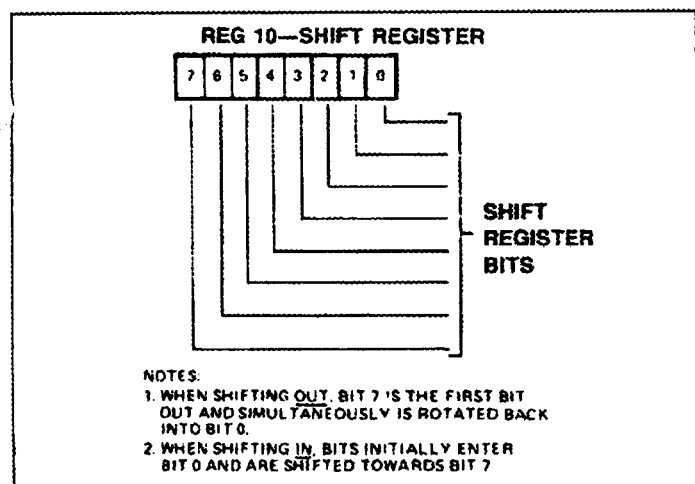 REG 10—SHIFT REGISTER
7 6 5 4 3 2 1 0
SHIFT
REGISTER
BITS
NOTES:
1. WHEN SHIFTING OUT, BIT 7 IS THE FIRST BIT
OUT AND SIMULTANEOUSLY IS ROTATED BACK
INTO BIT 0.
2. WHEN SHIFTING IN, BITS INITIALLY ENTER
BIT 0 AND ARE SHIFTED TOWARDS BIT 7